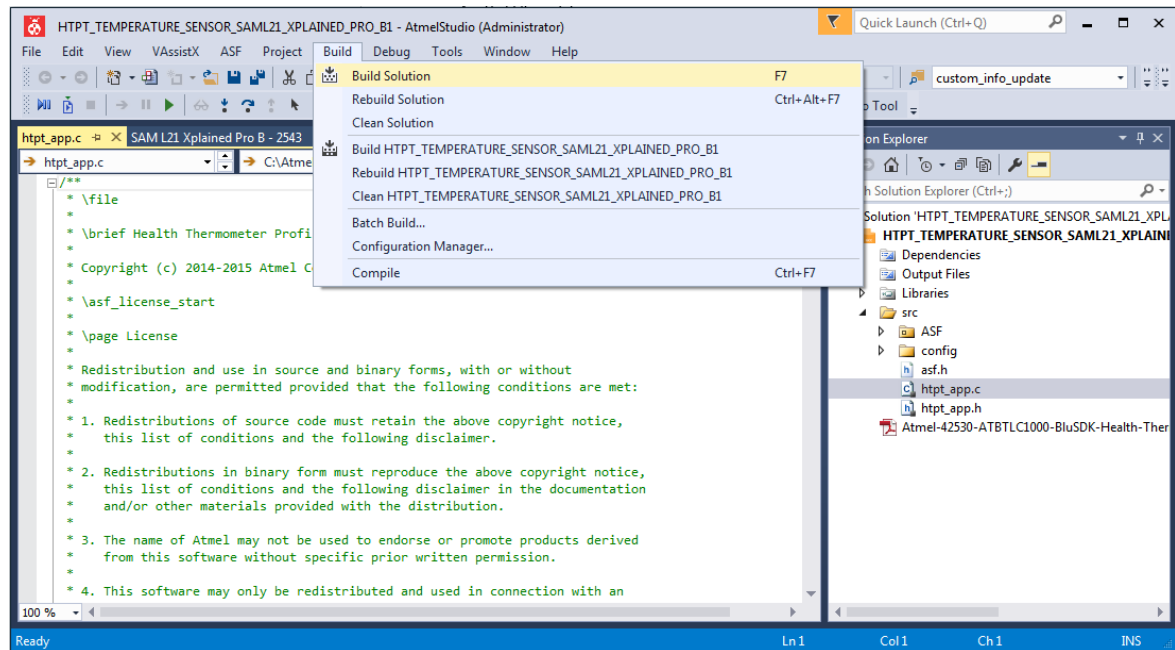 HTPT_TEMPERATURE_SENSOR_SAML21_XPLAINED_PRO_B1 - AtmelStudio (Administrator)
Quick Launch (Ctrl+Q)
File Edit View VAssistX ASF Project Build Debug Tools Window Help
custom_info_update
Tool
Build Solution F7
Rebuild Solution Ctrl+Alt+F7
Clean Solution
Build HTPT_TEMPERATURE_SENSOR_SAML21_XPLAINED_PRO_B1
Rebuild HTPT_TEMPERATURE_SENSOR_SAML21_XPLAINED_PRO_B1
Clean HTPT_TEMPERATURE_SENSOR_SAML21_XPLAINED_PRO_B1
Batch Build...
Configuration Manager...
Compile Ctrl+F7
htpt_app.c SAM L21 Xplained Pro B - 2543
htpt_app.c C:\Atme
/**
* \file
*
* \brief Health Thermometer Profi
*
* Copyright (c) 2014-2015 Atmel C
*
* \asf_license_start
*
* \page License
*
* Redistribution and use in source and binary forms, with or without
* modification, are permitted provided that the following conditions are met:
*
* 1. Redistributions of source code must retain the above copyright notice,
* this list of conditions and the following disclaimer.
*
* 2. Redistributions in binary form must reproduce the above copyright notice,
* this list of conditions and the following disclaimer in the documentation
* and/or other materials provided with the distribution.
*
* 3. The name of Atmel may not be used to endorse or promote products derived
* from this software without specific prior written permission.
*
* 4. This software may only be redistributed and used in connection with an
100 %
on Explorer
h Solution Explorer (Ctrl+;)
Solution 'HTPT_TEMPERATURE_SENSOR_SAML21_XPL
HTPT_TEMPERATURE_SENSOR_SAML21_XPLAIN
Dependencies
Output Files
Libraries
src
ASF
config
asf.h
htpt_app.c
htpt_app.h
Atmel-42530-ATBTLC1000-BluSDK-Health-Ther
Ready Ln 1 Col 1 Ch 1 INS